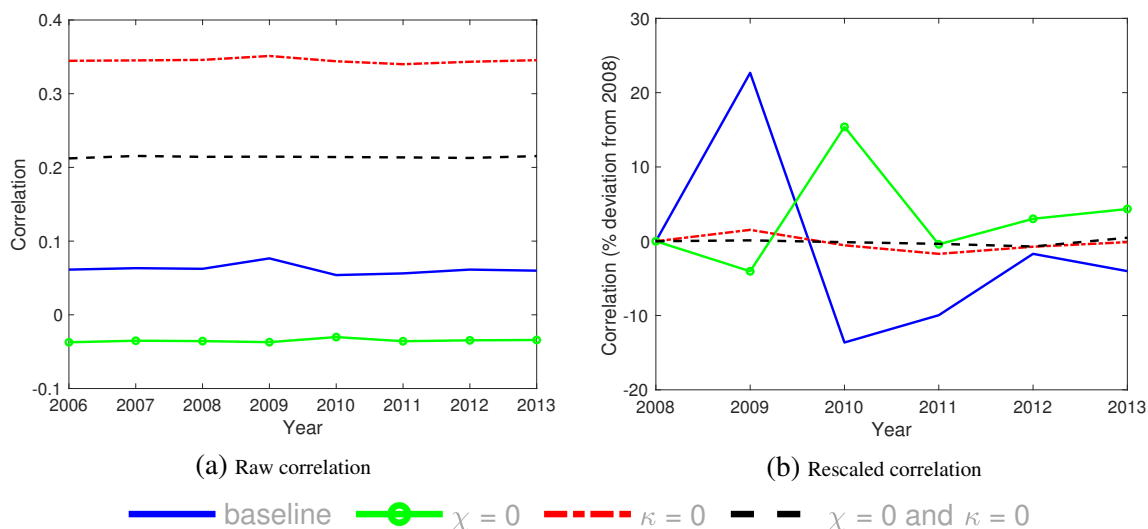 0.4
0.3
0.2
0.1
0
-0.1
Correlation
2006 2007 2008 2009 2010 2011 2012 2013
Year
(a) Raw correlation
30
20
10
0
-10
-20
Correlation (% deviation from 2008)
2008 2009 2010 2011 2012 2013
Year
(b) Rescaled correlation
baseline χ = 0 κ = 0 χ = 0 and κ = 0